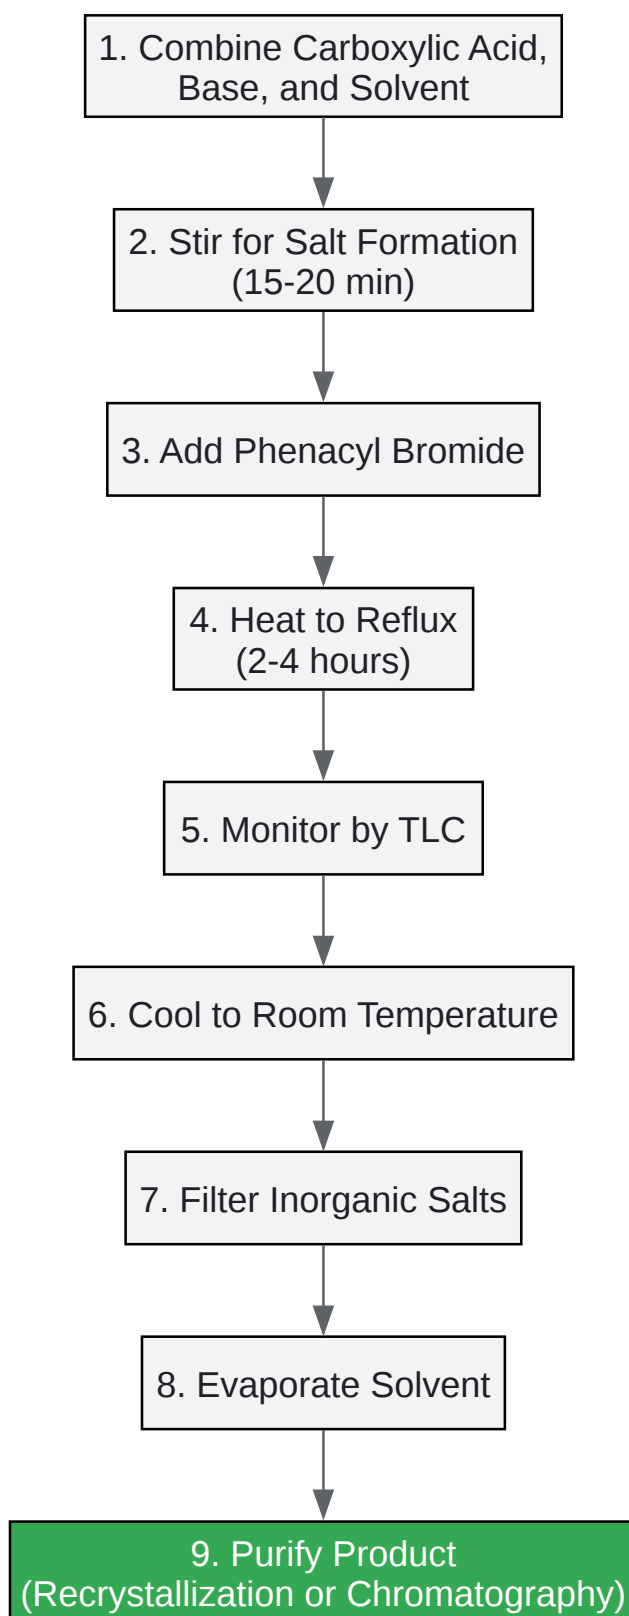 1. Combine Carboxylic Acid,
Base, and Solvent
2. Stir for Salt Formation
(15-20 min)
3. Add Phenacyl Bromide
4. Heat to Reflux
(2-4 hours)
5. Monitor by TLC
6. Cool to Room Temperature
7. Filter Inorganic Salts
8. Evaporate Solvent
9. Purify Product
(Recrystallization or Chromatography)